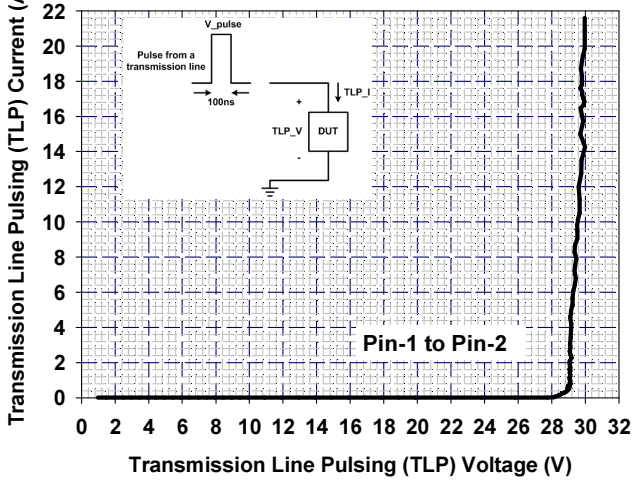 Transmission Line Pulsing (TLP) Current (A
22
20
18
16
14
12
10
8
6
4
2
0
V_pulse
Pulse from a
transmission line
100ns
TLP_I
+
TLP_V
DUT
-
Pin-1 to Pin-2
0 2 4 6 8 10 12 14 16 18 20 22 24 26 28 30 32
Transmission Line Pulsing (TLP) Voltage (V)